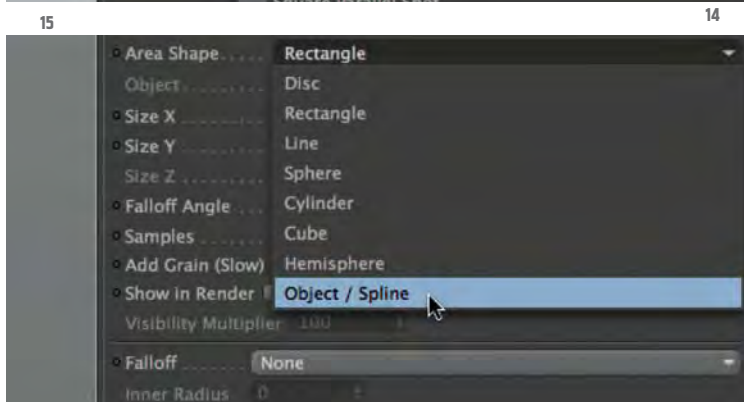 15
14
Area Shape..... Rectangle
Object......... Disc
Size X ......... Rectangle
Size Y ......... Line
Size Z ......... Sphere
Falloff Angle ... Cylinder
Samples ....... Cube
Add Grain (Slow) Hemisphere
Show in Render Object / Spline
Visibility Multiplier 100
Falloff ........ None
Inner Radius 0